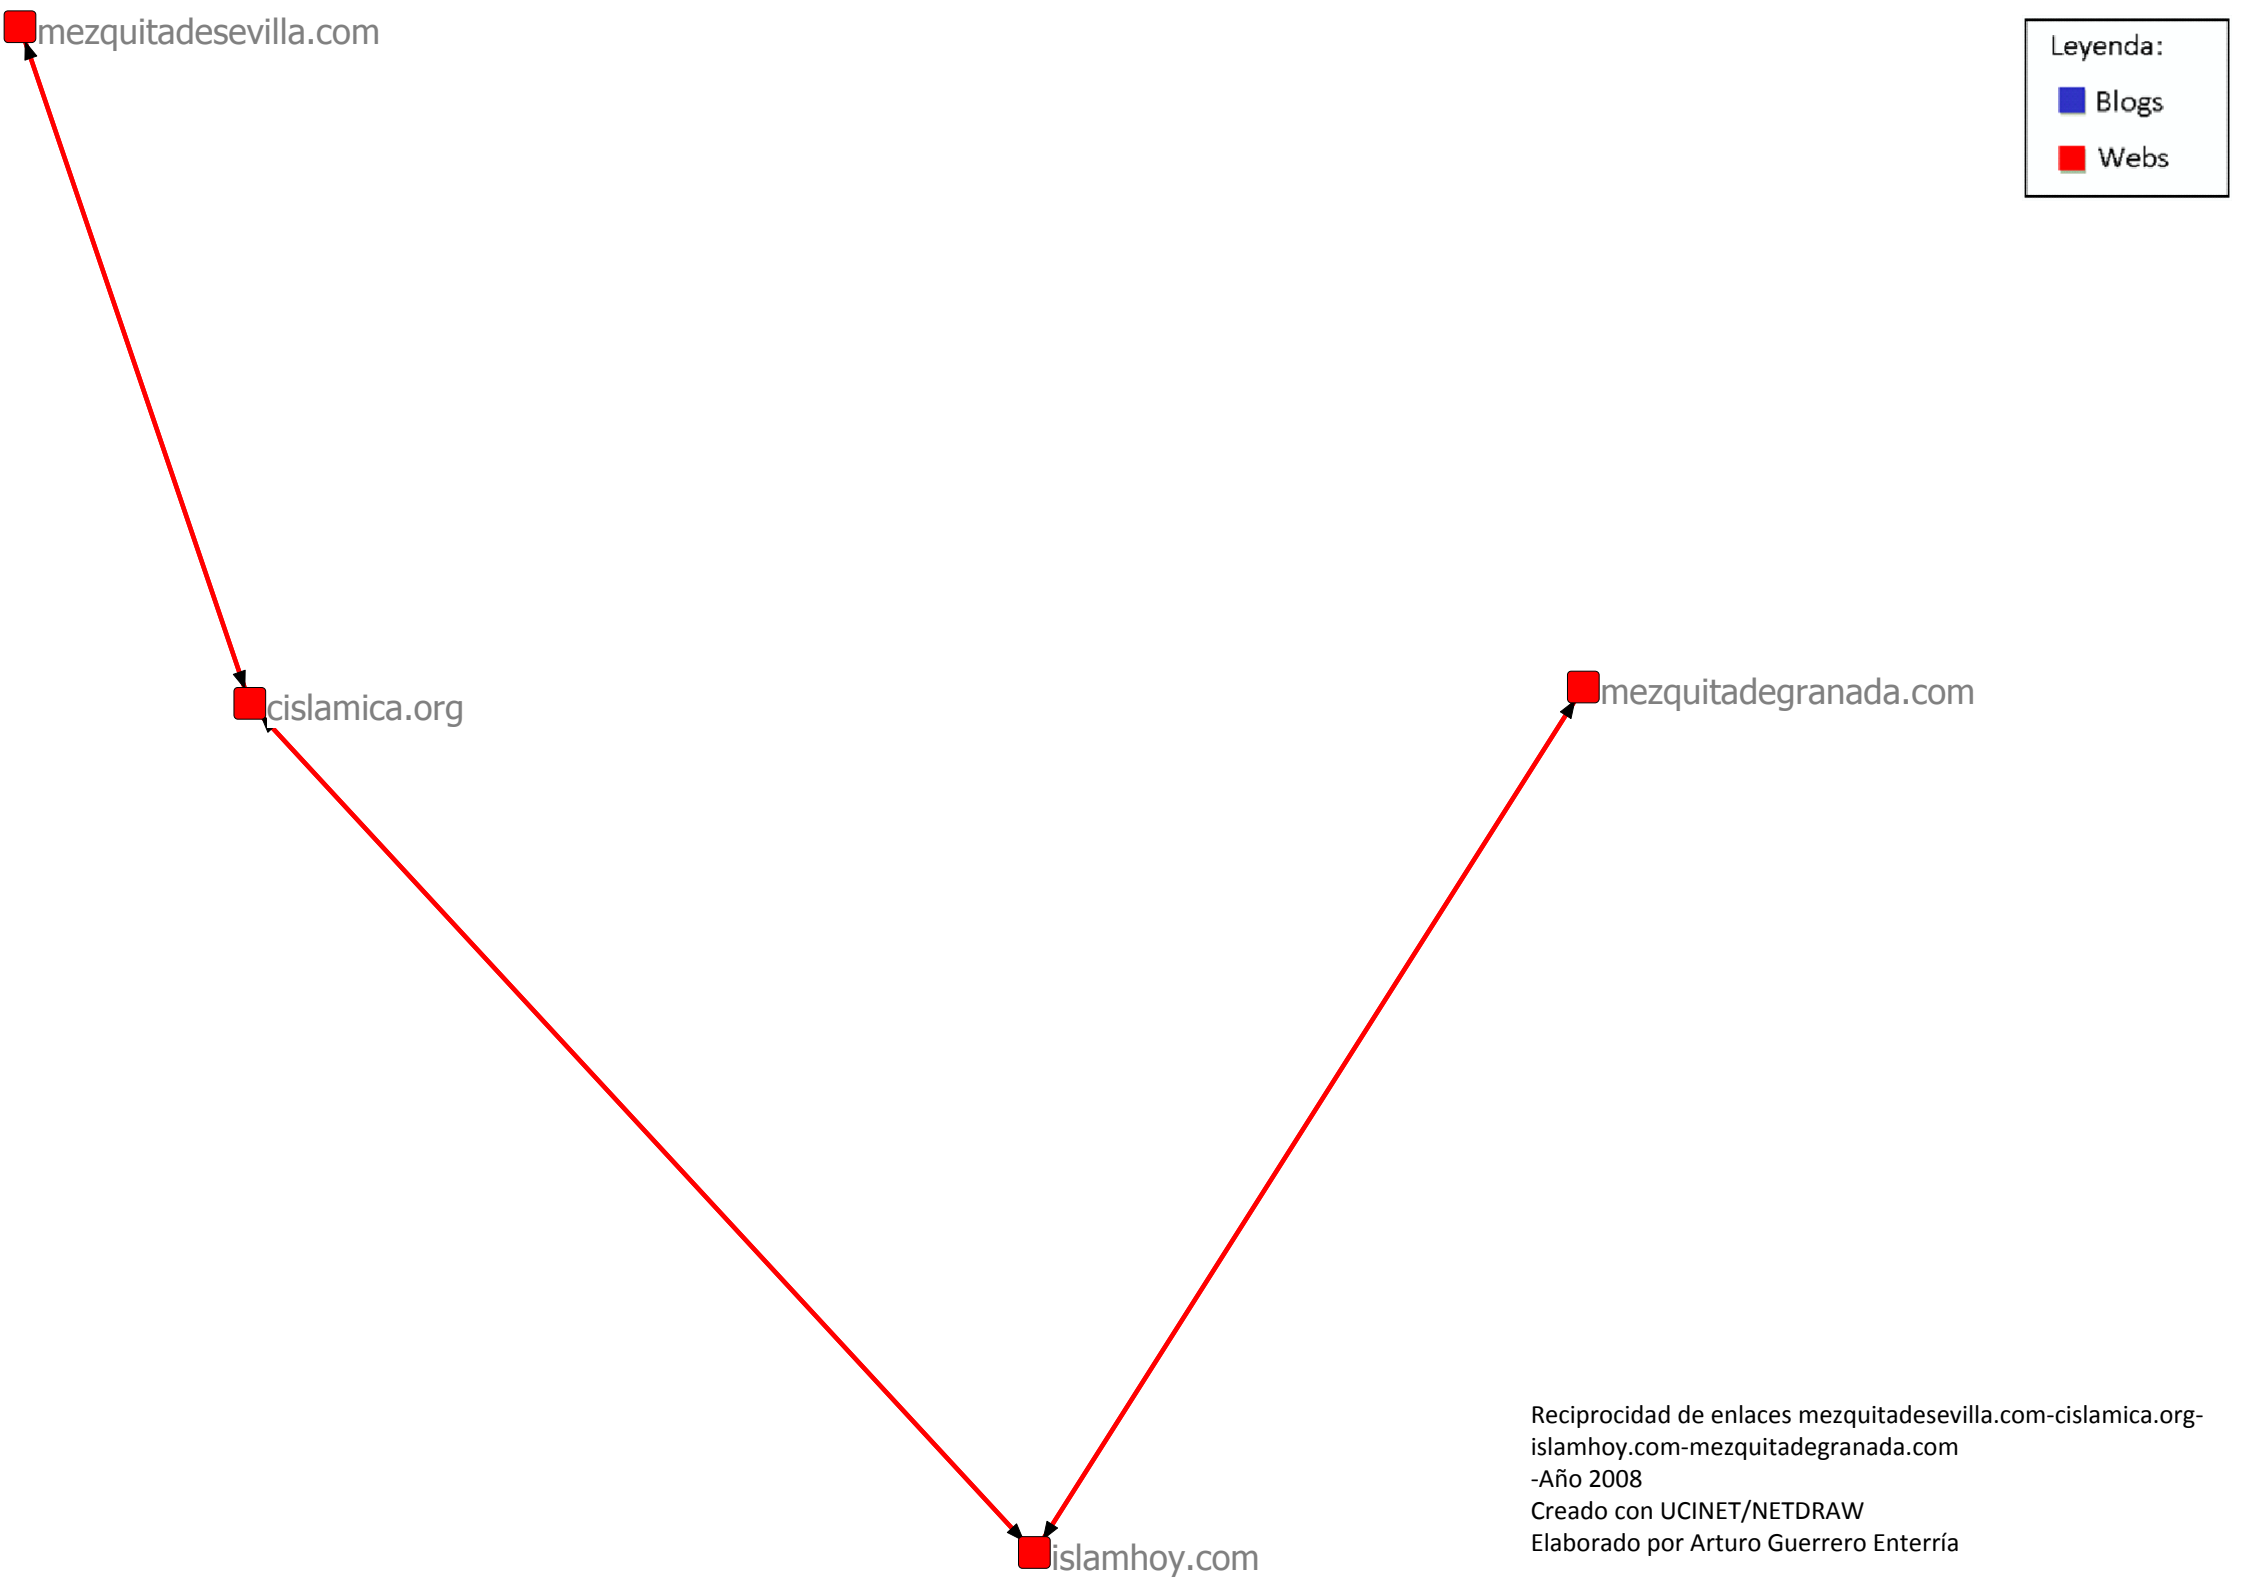 mezquitadesevilla.com
Leyenda:
Blogs
Webs
cislamica.org
mezquitadegranada.com
islamhoy.com
Reciprocidad de enlaces mezquitadesevilla.com-cislamica.org-
islamhoy.com-mezquitadegranada.com
-Año 2008
Creado con UCINET/NETDRAW
Elaborado por Arturo Guerrero Enterría